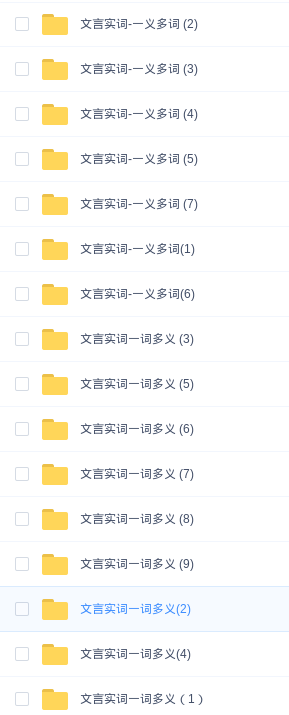 文言实词-一义多词 (2)
文言实词-一义多词 (3)
文言实词-一义多词 (4)
文言实词-一义多词 (5)
文言实词-一义多词 (7)
文言实词-一义多词(1)
文言实词-一义多词(6)
文言实词一词多义 (3)
文言实词一词多义 (5)
文言实词一词多义 (6)
文言实词一词多义 (7)
文言实词一词多义 (8)
文言实词一词多义 (9)
文言实词一词多义(2)
文言实词一词多义(4)
文言实词一词多义（1）